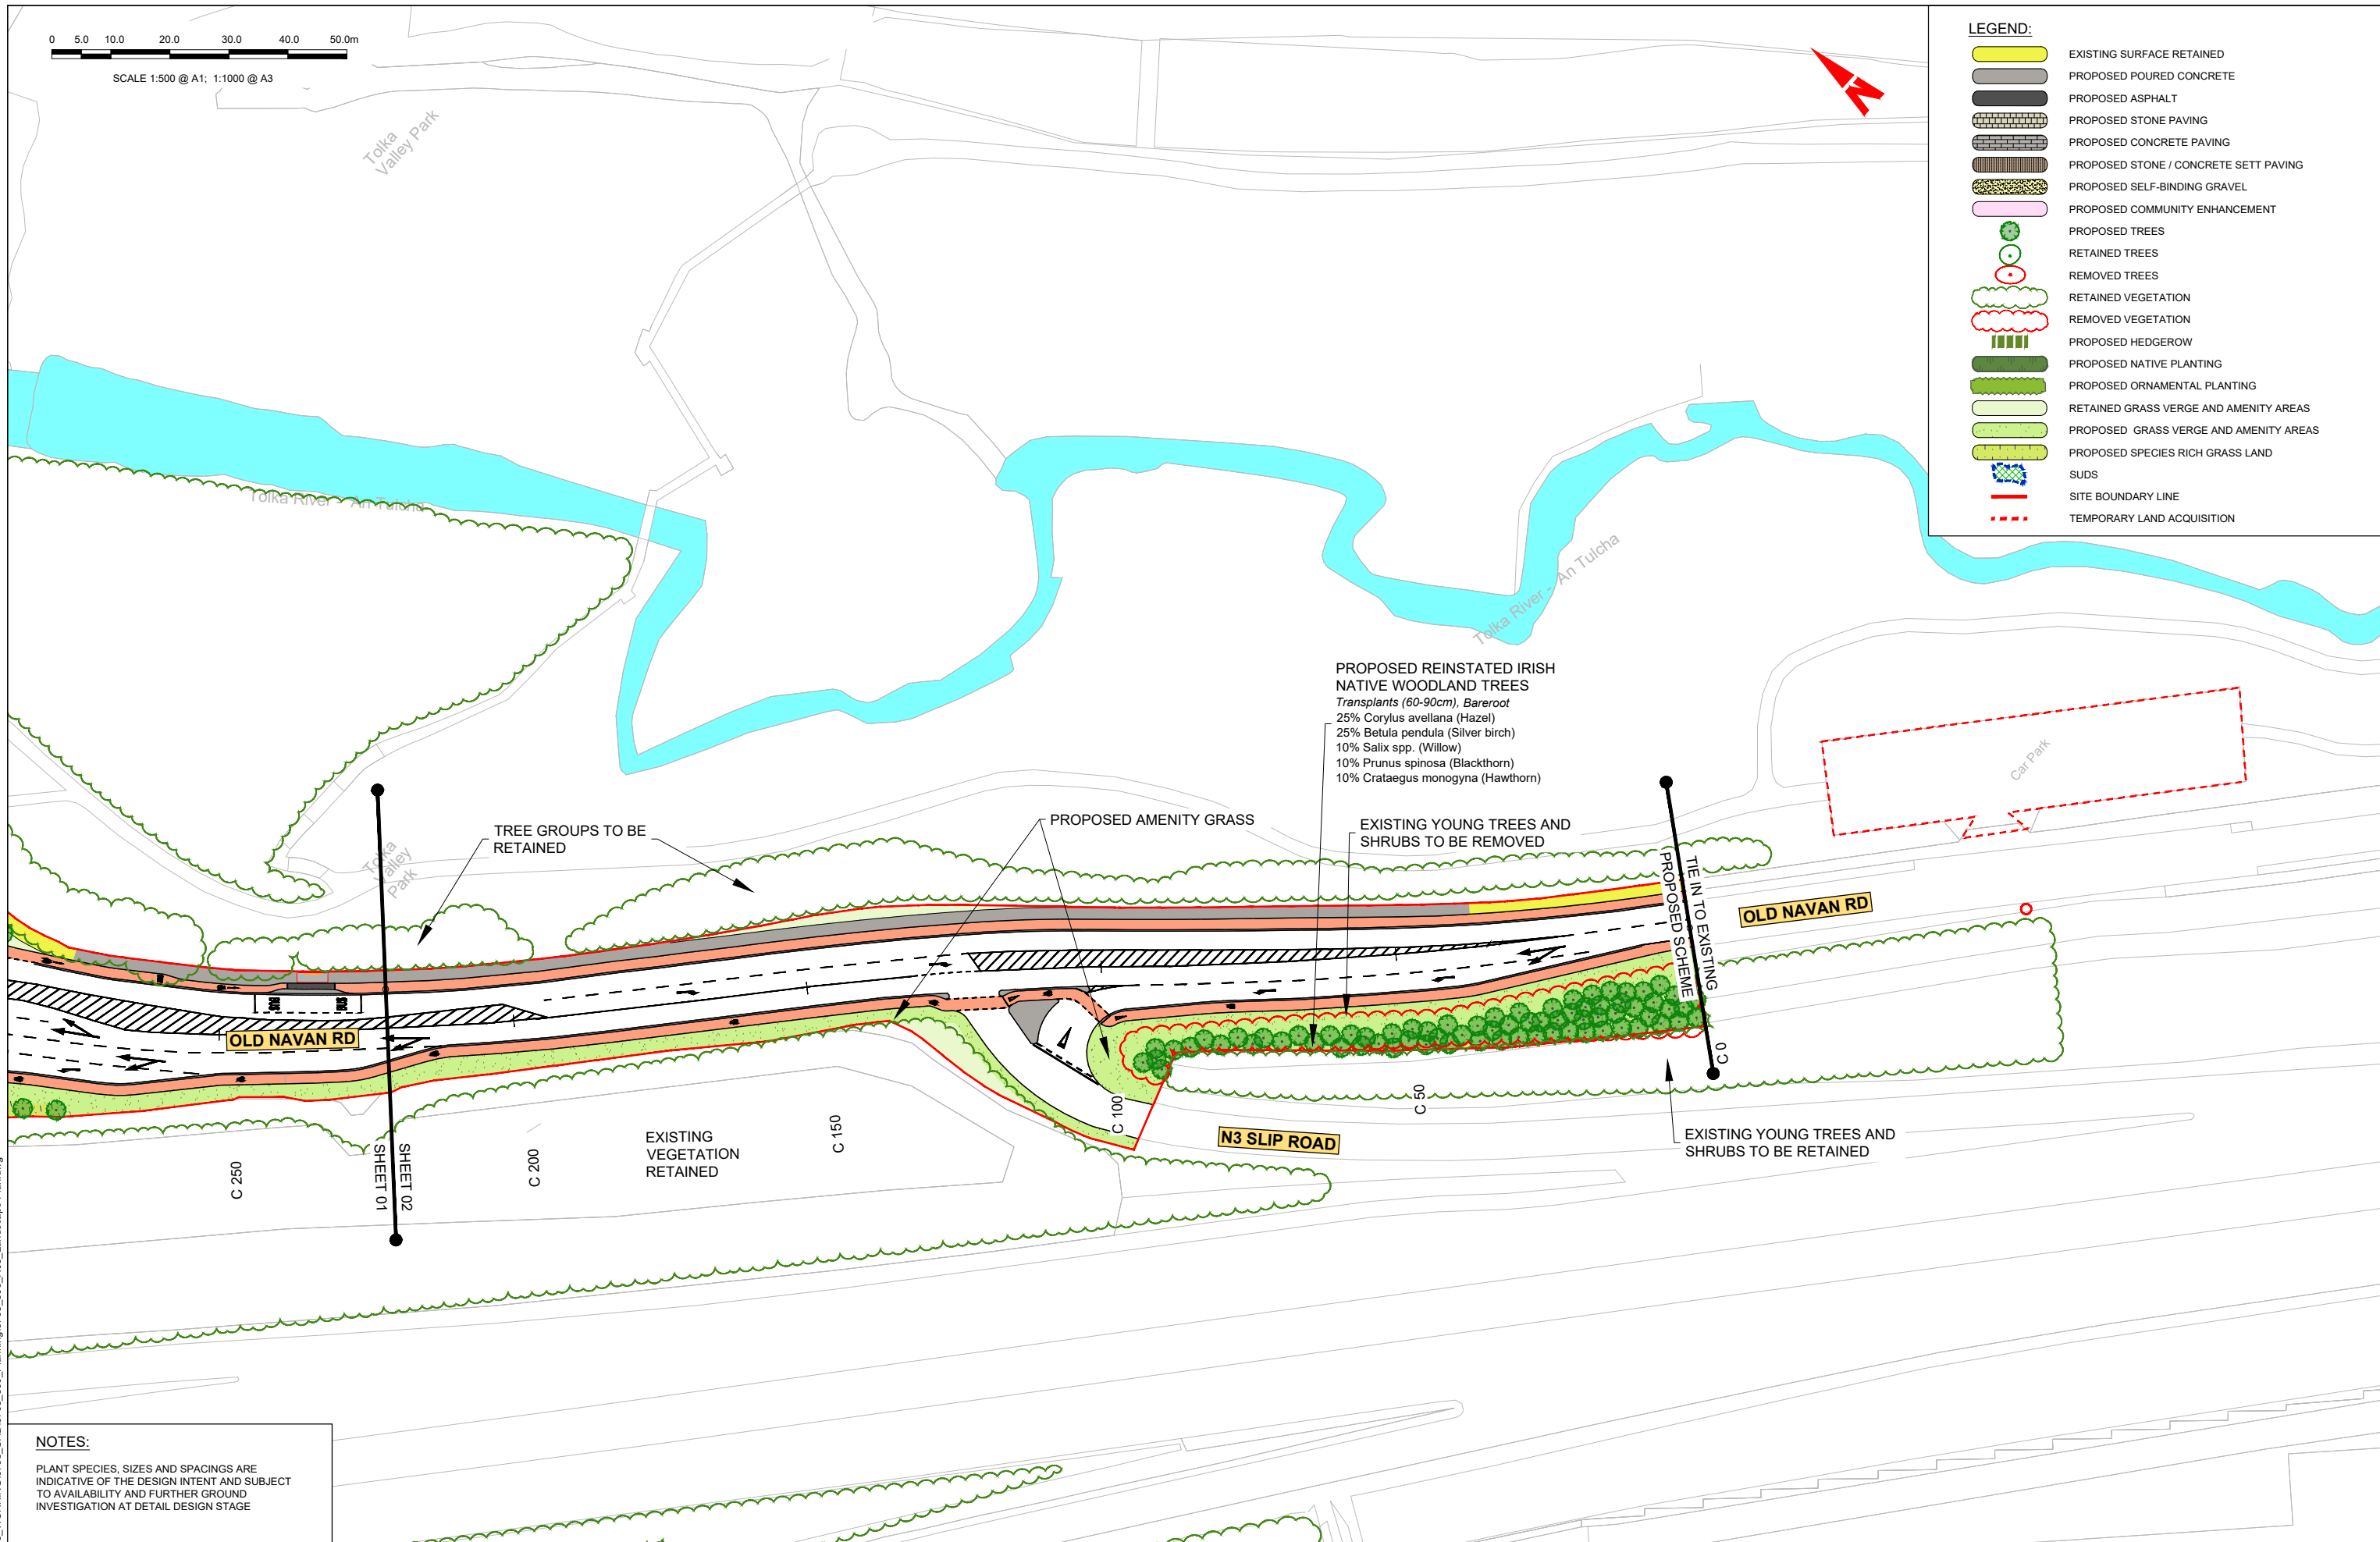 0 5.0 10.0 20.0 30.0 40.0 50.0m
SCALE 1:500 @ A1; 1:1000 @ A3
Tolka
Valley Park
N
LEGEND:
EXISTING SURFACE RETAINED
PROPOSED POURED CONCRETE
PROPOSED ASPHALT
PROPOSED STONE PAVING
PROPOSED CONCRETE PAVING
PROPOSED STONE / CONCRETE SETT PAVING
PROPOSED SELF-BINDING GRAVEL
PROPOSED COMMUNITY ENHANCEMENT
PROPOSED TREES
RETAINED TREES
REMOVED TREES
RETAINED VEGETATION
REMOVED VEGETATION
PROPOSED HEDGEROW
PROPOSED NATIVE PLANTING
PROPOSED ORNAMENTAL PLANTING
RETAINED GRASS VERGE AND AMENITY AREAS
PROPOSED GRASS VERGE AND AMENITY AREAS
PROPOSED SPECIES RICH GRASS LAND
SUDS
SITE BOUNDARY LINE
TEMPORARY LAND ACQUISITION
Tolka River - An Tulcha
Tolka River - An Tulcha
PROPOSED REINSTATED IRISH
NATIVE WOODLAND TREES
Transplants (60-90cm), Bareroot
25% Corylus avellana (Hazel)
25% Betula pendula (Silver birch)
10% Salix spp. (Willow)
10% Prunus spinosa (Blackthorn)
10% Crataegus monogyna (Hawthorn)
Car Park
TREE GROUPS TO BE
RETAINED
PROPOSED AMENITY GRASS
EXISTING YOUNG TREES AND
SHRUBS TO BE REMOVED
Tolka
Valley
Park
TIE IN TO EXISTING
PROPOSED SCHEME
OLD NAVAN RD
BUS
OLD NAVAN RD
C 0
C 50
C 100
C 150
C 200
C 250
SHEET 01
SHEET 02
EXISTING
VEGETATION
RETAINED
N3 SLIP ROAD
EXISTING YOUNG TREES AND
SHRUBS TO BE RETAINED
NOTES:
PLANT SPECIES, SIZES AND SPACINGS ARE
INDICATIVE OF THE DESIGN INTENT AND SUBJECT
TO AVAILABILITY AND FURTHER GROUND
INVESTIGATION AT DETAIL DESIGN STAGE